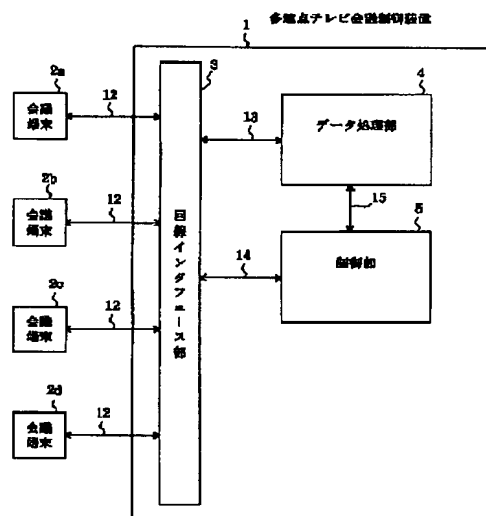 多地点テレビ会議制御装置
1
3
2a
会議
端末
12
4
データ処理部
13
2b
会議
端末
12
15
5
制御部
回線インタフェース部
14
2c
会議
端末
12
2d
会議
端末
12